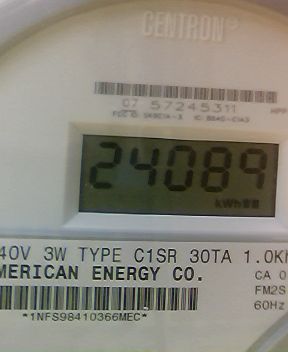 CENTRON®
07 57245311
24089
kWh
40V 3W TYPE C1SR 30TA 1.0Kh
MERICAN ENERGY CO.
CA 0
FM2S
60Hz
*1NFS98410366MEC*